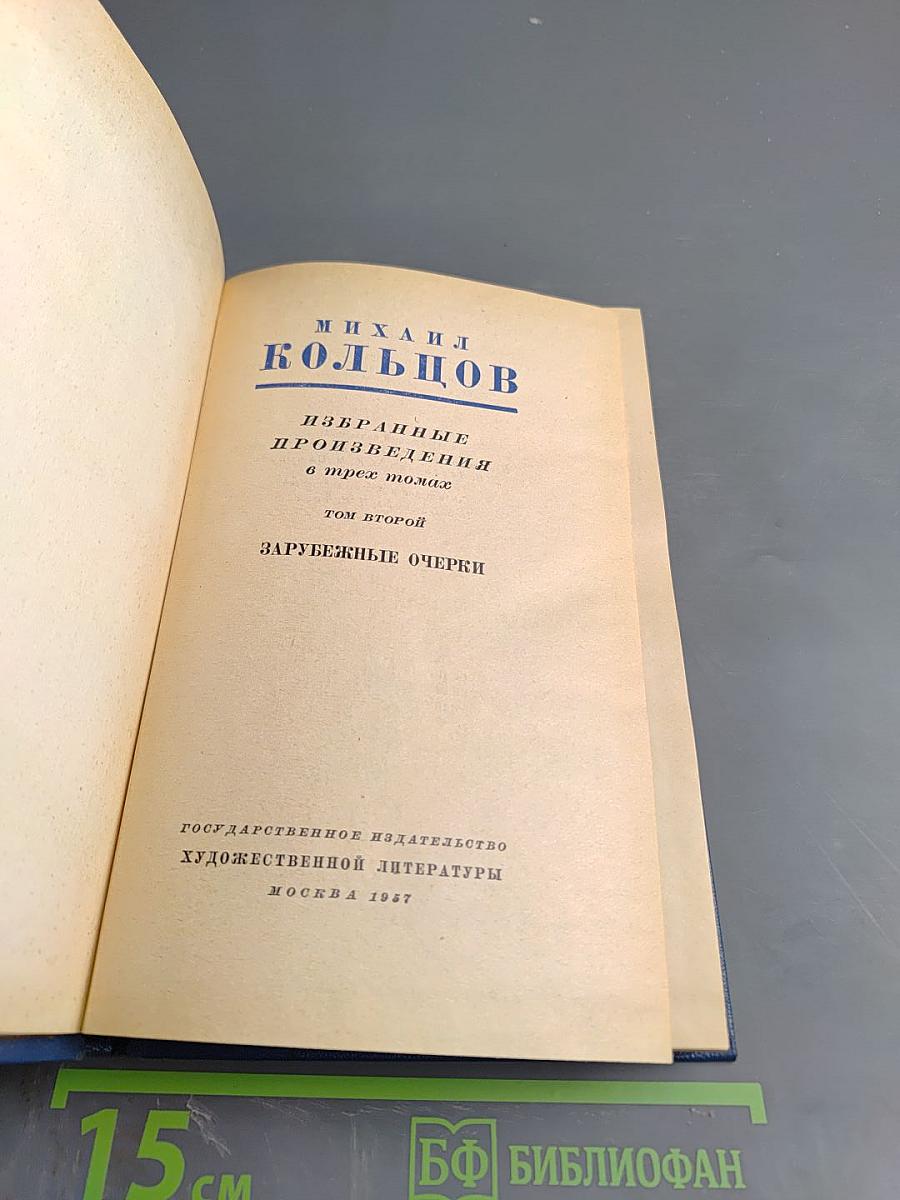 МИХАИЛ
КОЛЬЦОВ
ИЗБРАННЫЕ
ПРОИЗВЕДЕНИЯ
в трех томах
ТОМ ВТОРОЙ
ЗАРУБЕЖНЫЕ ОЧЕРКИ
ГОСУДАРСТВЕННОЕ ИЗДАТЕЛЬСТВО
ХУДОЖЕСТВЕННОЙ ЛИТЕРАТУРЫ
МОСКВА 1957
15 см
БФ БИБЛИОФАН